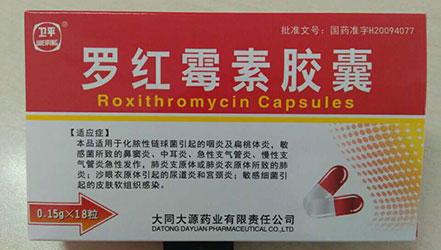 卫平
WEIPING
批准文号：国药准字H20094077
罗红霉素胶囊
Roxithromycin Capsules
【适应症】
本品适用于化脓性链球菌引起的咽炎及扁桃体炎，敏
感菌所致的鼻窦炎、中耳炎、急性支气管炎、慢性支
气管炎急性发作，肺炎支原体或肺炎衣原体所致的肺
炎；沙眼衣原体引起的尿道炎和宫颈炎；敏感细菌引
起的皮肤软组织感染。
0.15g×18粒
大同大源药业有限责任公司
DATONG DAYUAN PHARMACEUTICAL CO.,LTD